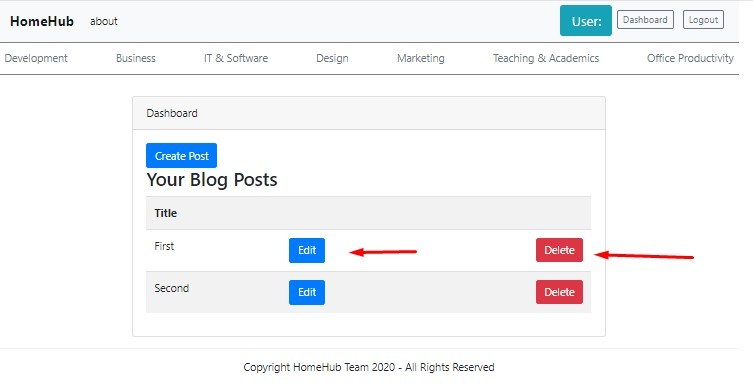 HomeHub about User: Dashboard Logout
Development Business IT & Software Design Marketing Teaching & Academics Office Productivity
Dashboard
Create Post
Your Blog Posts
Title
First Edit Delete
Second Edit Delete
Copyright HomeHub Team 2020 - All Rights Reserved